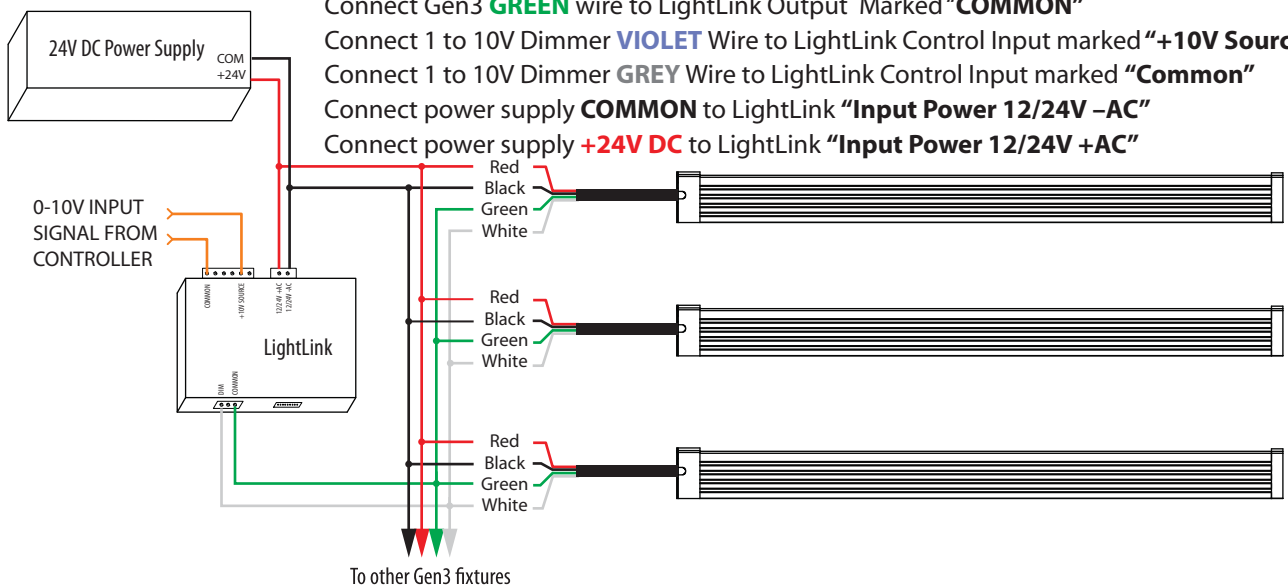 Connect Gen3 GREEN wire to LightLink Output Marked "COMMON"
Connect 1 to 10V Dimmer VIOLET Wire to LightLink Control Input marked “+10V Sourc
Connect 1 to 10V Dimmer GREY Wire to LightLink Control Input marked “Common”
Connect power supply COMMON to LightLink “Input Power 12/24V –AC”
Connect power supply +24V DC to LightLink “Input Power 12/24V +AC”
24V DC Power Supply
COM
+24V
0-10V INPUT
SIGNAL FROM
CONTROLLER
COMMON
+10V SOURCE
12/24V +AC
12/24V -AC
LightLink
DIM
COMMON
Red
Black
Green
White
Red
Black
Green
White
Red
Black
Green
White
To other Gen3 fixtures